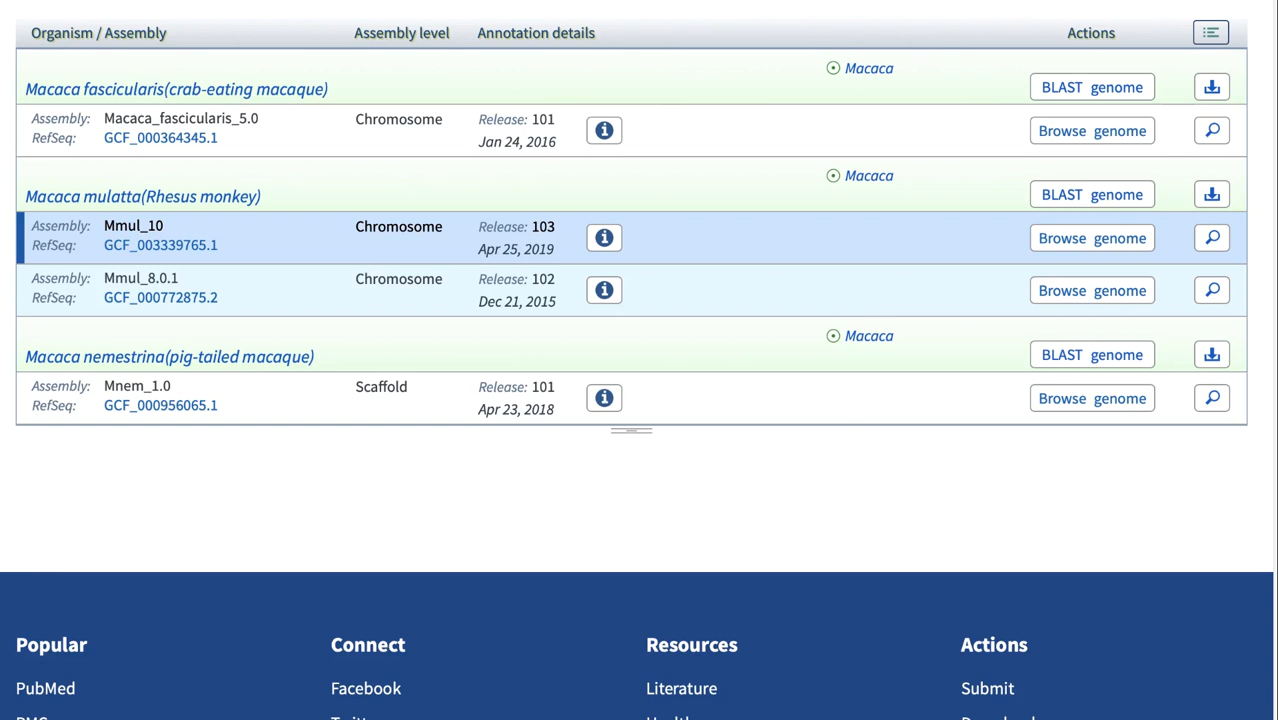 Organism / Assembly Assembly level Annotation details Actions
Macaca
Macaca fascicularis(crab-eating macaque) BLAST genome
Assembly: Macaca_fascicularis_5.0 Chromosome Release: 101
RefSeq: GCF_000364345.1 Jan 24, 2016 Browse genome
Macaca
Macaca mulatta(Rhesus monkey) BLAST genome
Assembly: Mmul_10 Chromosome Release: 103
RefSeq: GCF_003339765.1 Apr 25, 2019 Browse genome
Assembly: Mmul_8.0.1 Chromosome Release: 102
RefSeq: GCF_000772875.2 Dec 21, 2015 Browse genome
Macaca
Macaca nemestrina(pig-tailed macaque) BLAST genome
Assembly: Mnem_1.0 Scaffold Release: 101
RefSeq: GCF_000956065.1 Apr 23, 2018 Browse genome
Popular Connect Resources Actions
PubMed Facebook Literature Submit